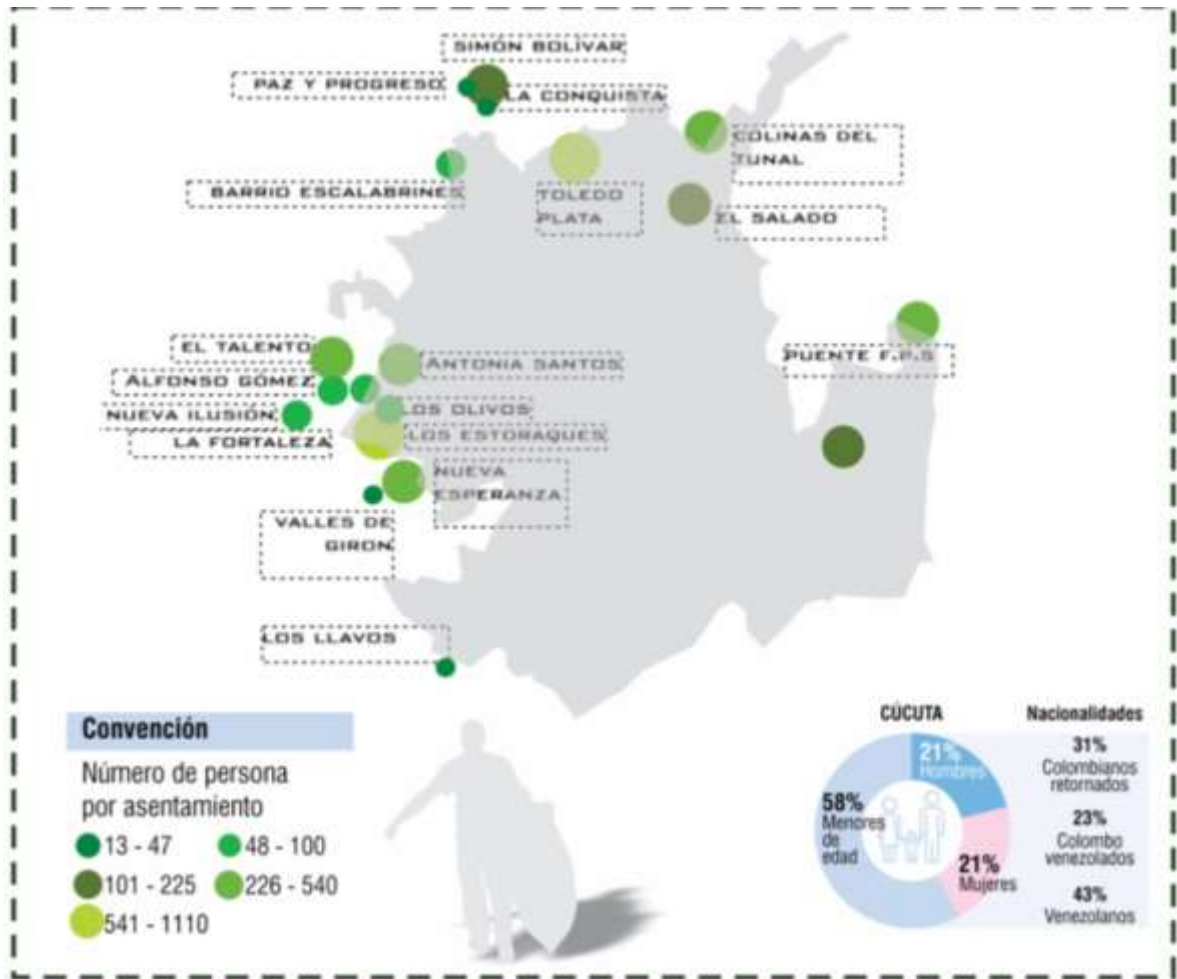 SIMÓN BOLÍVAR
PAZ Y PROGRESO
LA CONQUISTA
COLINAS DEL
TUNAL
BARRIO ESCALABRINES
TOLEDO
PLATA
EL SALADO
PUENTE F.P.S
EL TALENTO
ANTONIA SANTOS
ALFONSO GÓMEZ
NUEVA ILUSIÓN
LOS OLIVOS
LA FORTALEZA
LOS ESTORAQUES
NUEVA
ESPERANZA
VALLES DE
GIRON
LOS LLAVOS
Convención
Número de persona
por asentamiento
13 - 47
48 - 100
101 - 225
226 - 540
541 - 1110
CÚCUTA
21%
Hombres
58%
Menores
de
edad
21%
Mujeres
Nacionalidades
31%
Colombianos
retornados
23%
Colombo
venezolados
43%
Venezolanos